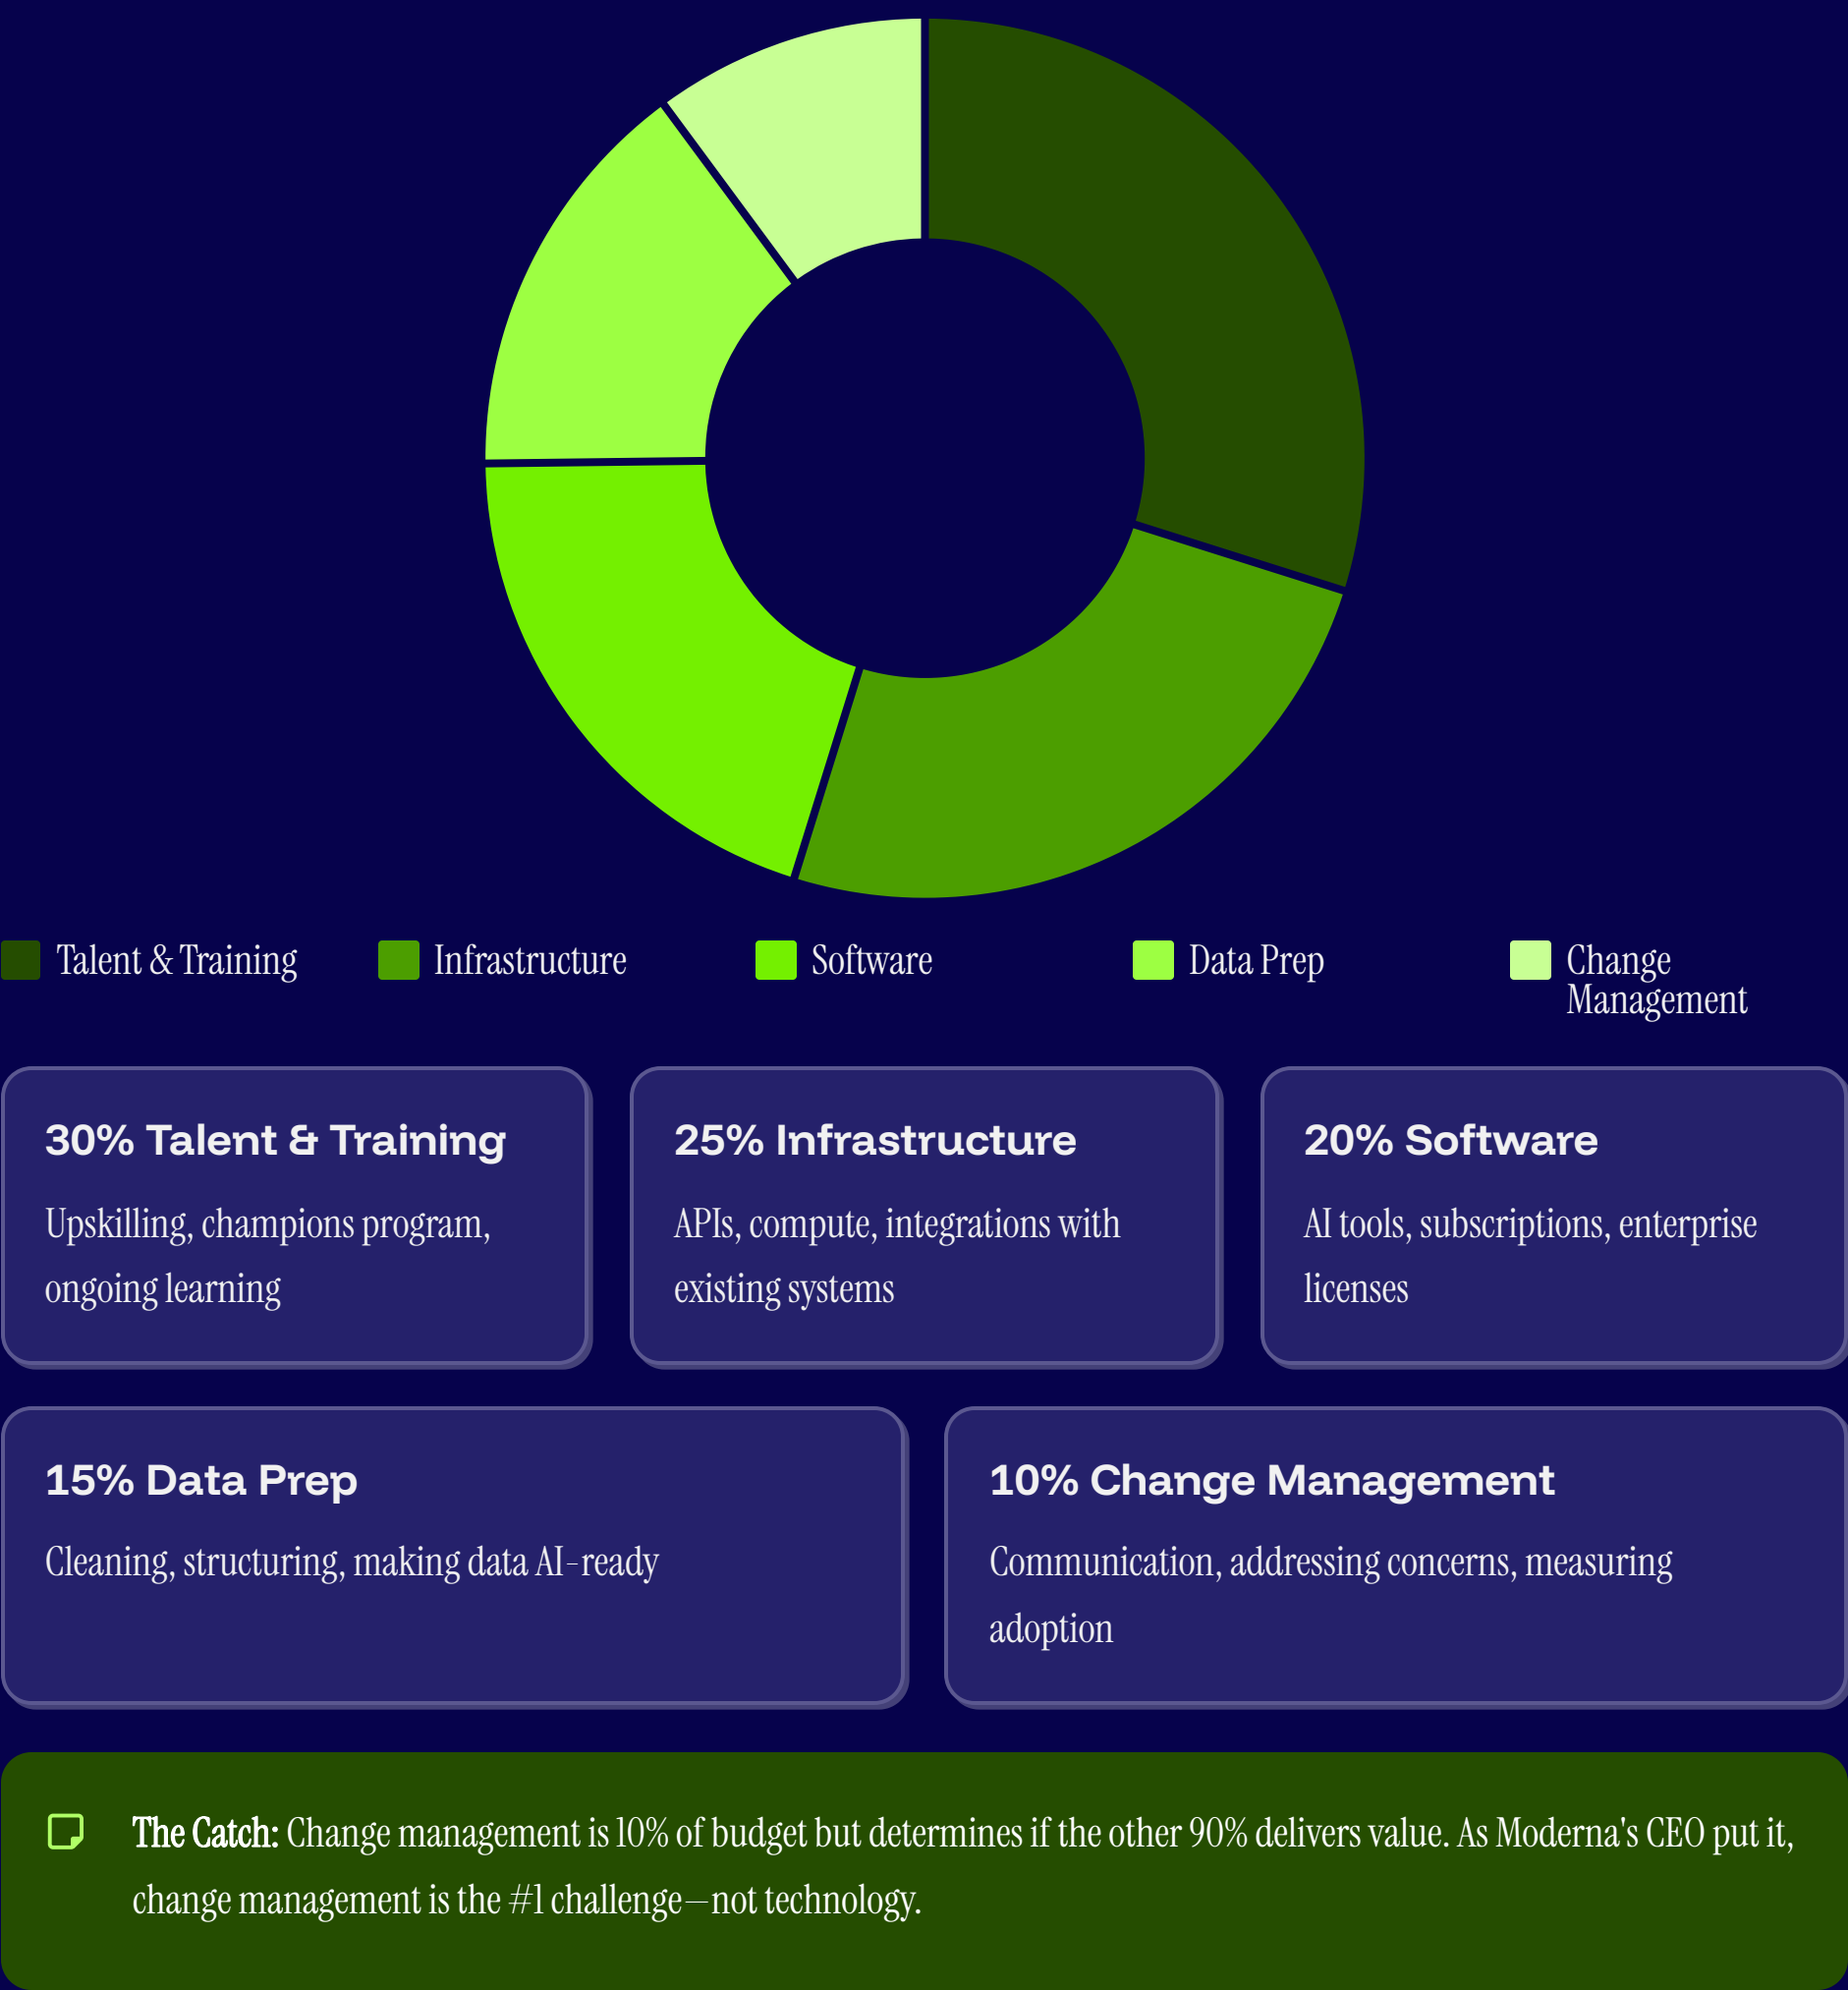 Talent & Training
Infrastructure
Software
Data Prep
Change
Management
30% Talent & Training
Upskilling, champions program,
ongoing learning
25% Infrastructure
APIs, compute, integrations with
existing systems
20% Software
AI tools, subscriptions, enterprise
licenses
15% Data Prep
Cleaning, structuring, making data AI-ready
10% Change Management
Communication, addressing concerns, measuring
adoption
The Catch: Change management is 10% of budget but determines if the other 90% delivers value. As Moderna's CEO put it,
change management is the #1 challenge—not technology.